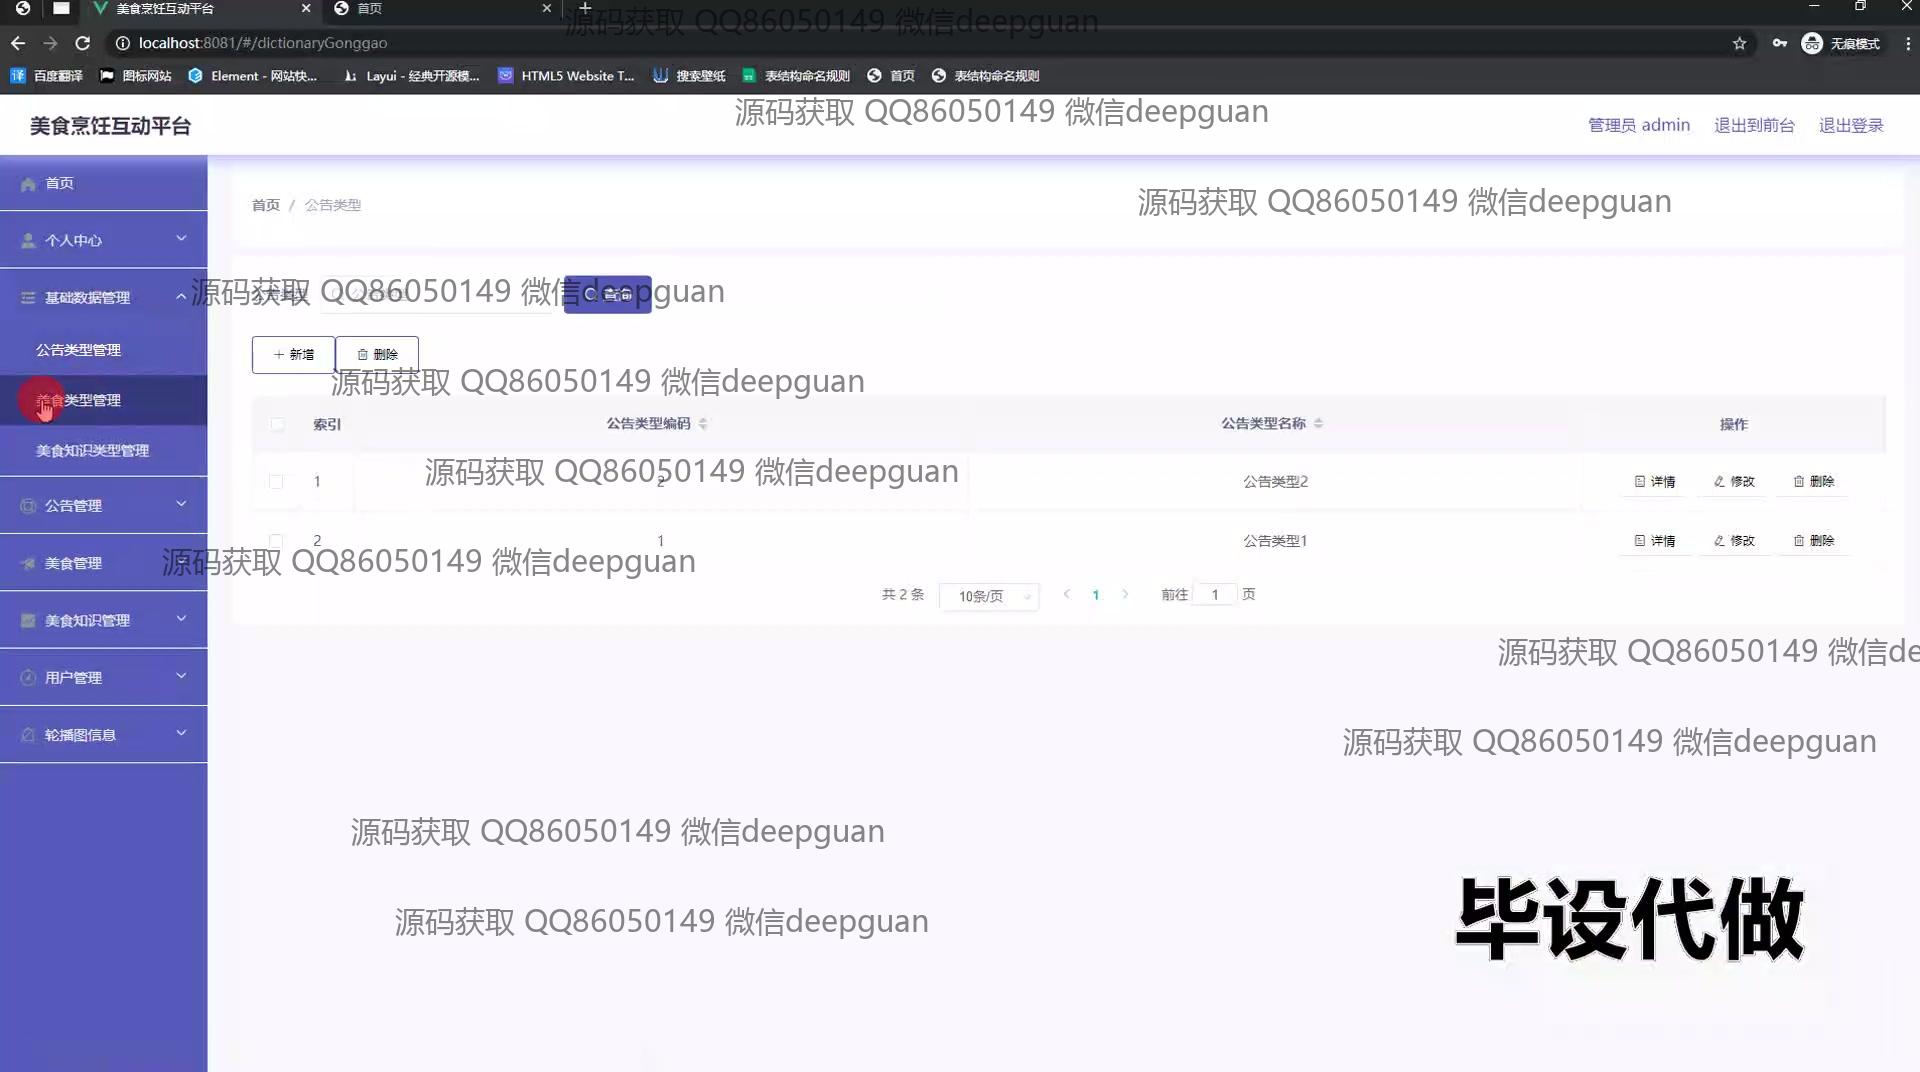 美食烹饪互动平台
首页
localhost:8081/#/dictionaryGonggao
无痕模式
百度翻译
图标网站
Element - 网站快...
Layui - 经典开源模...
HTML5 Website T...
搜索壁纸
表结构命名规则
首页
表结构命名规则
源码获取 QQ86050149 微信deepguan
美食烹饪互动平台
源码获取 QQ86050149 微信deepguan
管理员 admin
退出到前台
退出登录
首页
个人中心
基础数据管理
公告类型管理
美食类型管理
美食知识类型管理
公告管理
美食管理
美食知识管理
用户管理
轮播图信息
首页 / 公告类型
源码获取 QQ86050149 微信deepguan
源码获取 QQ86050149 微信deepguan
查询
新增
删除
源码获取 QQ86050149 微信deepguan
索引 公告类型编码 公告类型名称 操作
1 2 公告类型2 详情 修改 删除
源码获取 QQ86050149 微信deepguan
2 1 公告类型1 详情 修改 删除
源码获取 QQ86050149 微信deepguan
共 2 条 10条/页 1 前往 1 页
源码获取 QQ86050149 微信de
源码获取 QQ86050149 微信deepguan
源码获取 QQ86050149 微信deepguan
源码获取 QQ86050149 微信deepguan
毕设代做